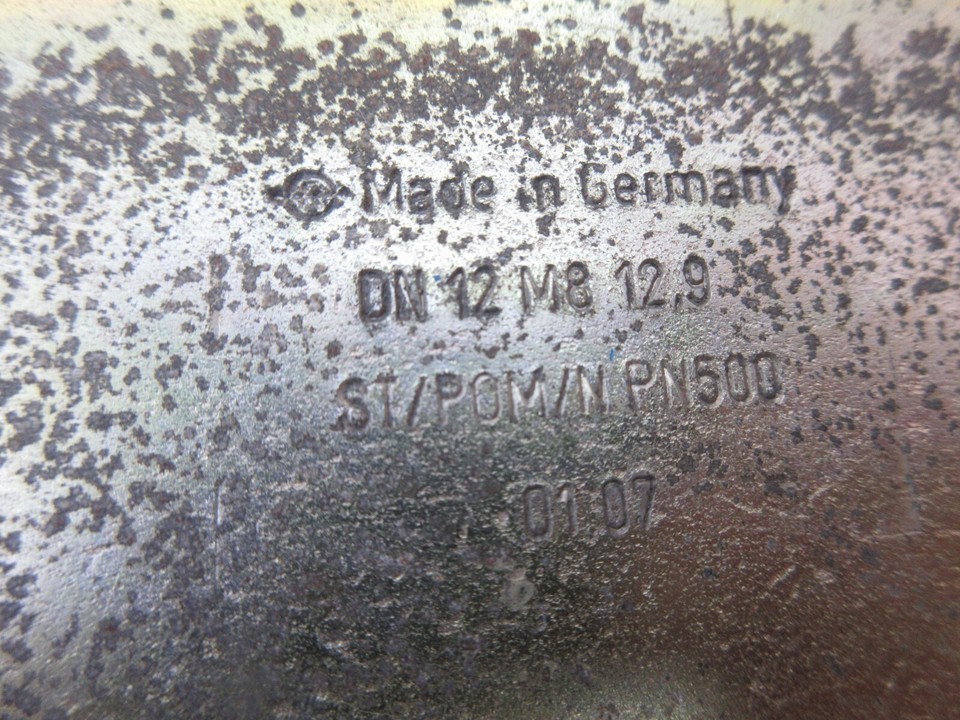 Made in Germany
DN 12 M8 12.9
ST/POM/N PN500
01 07